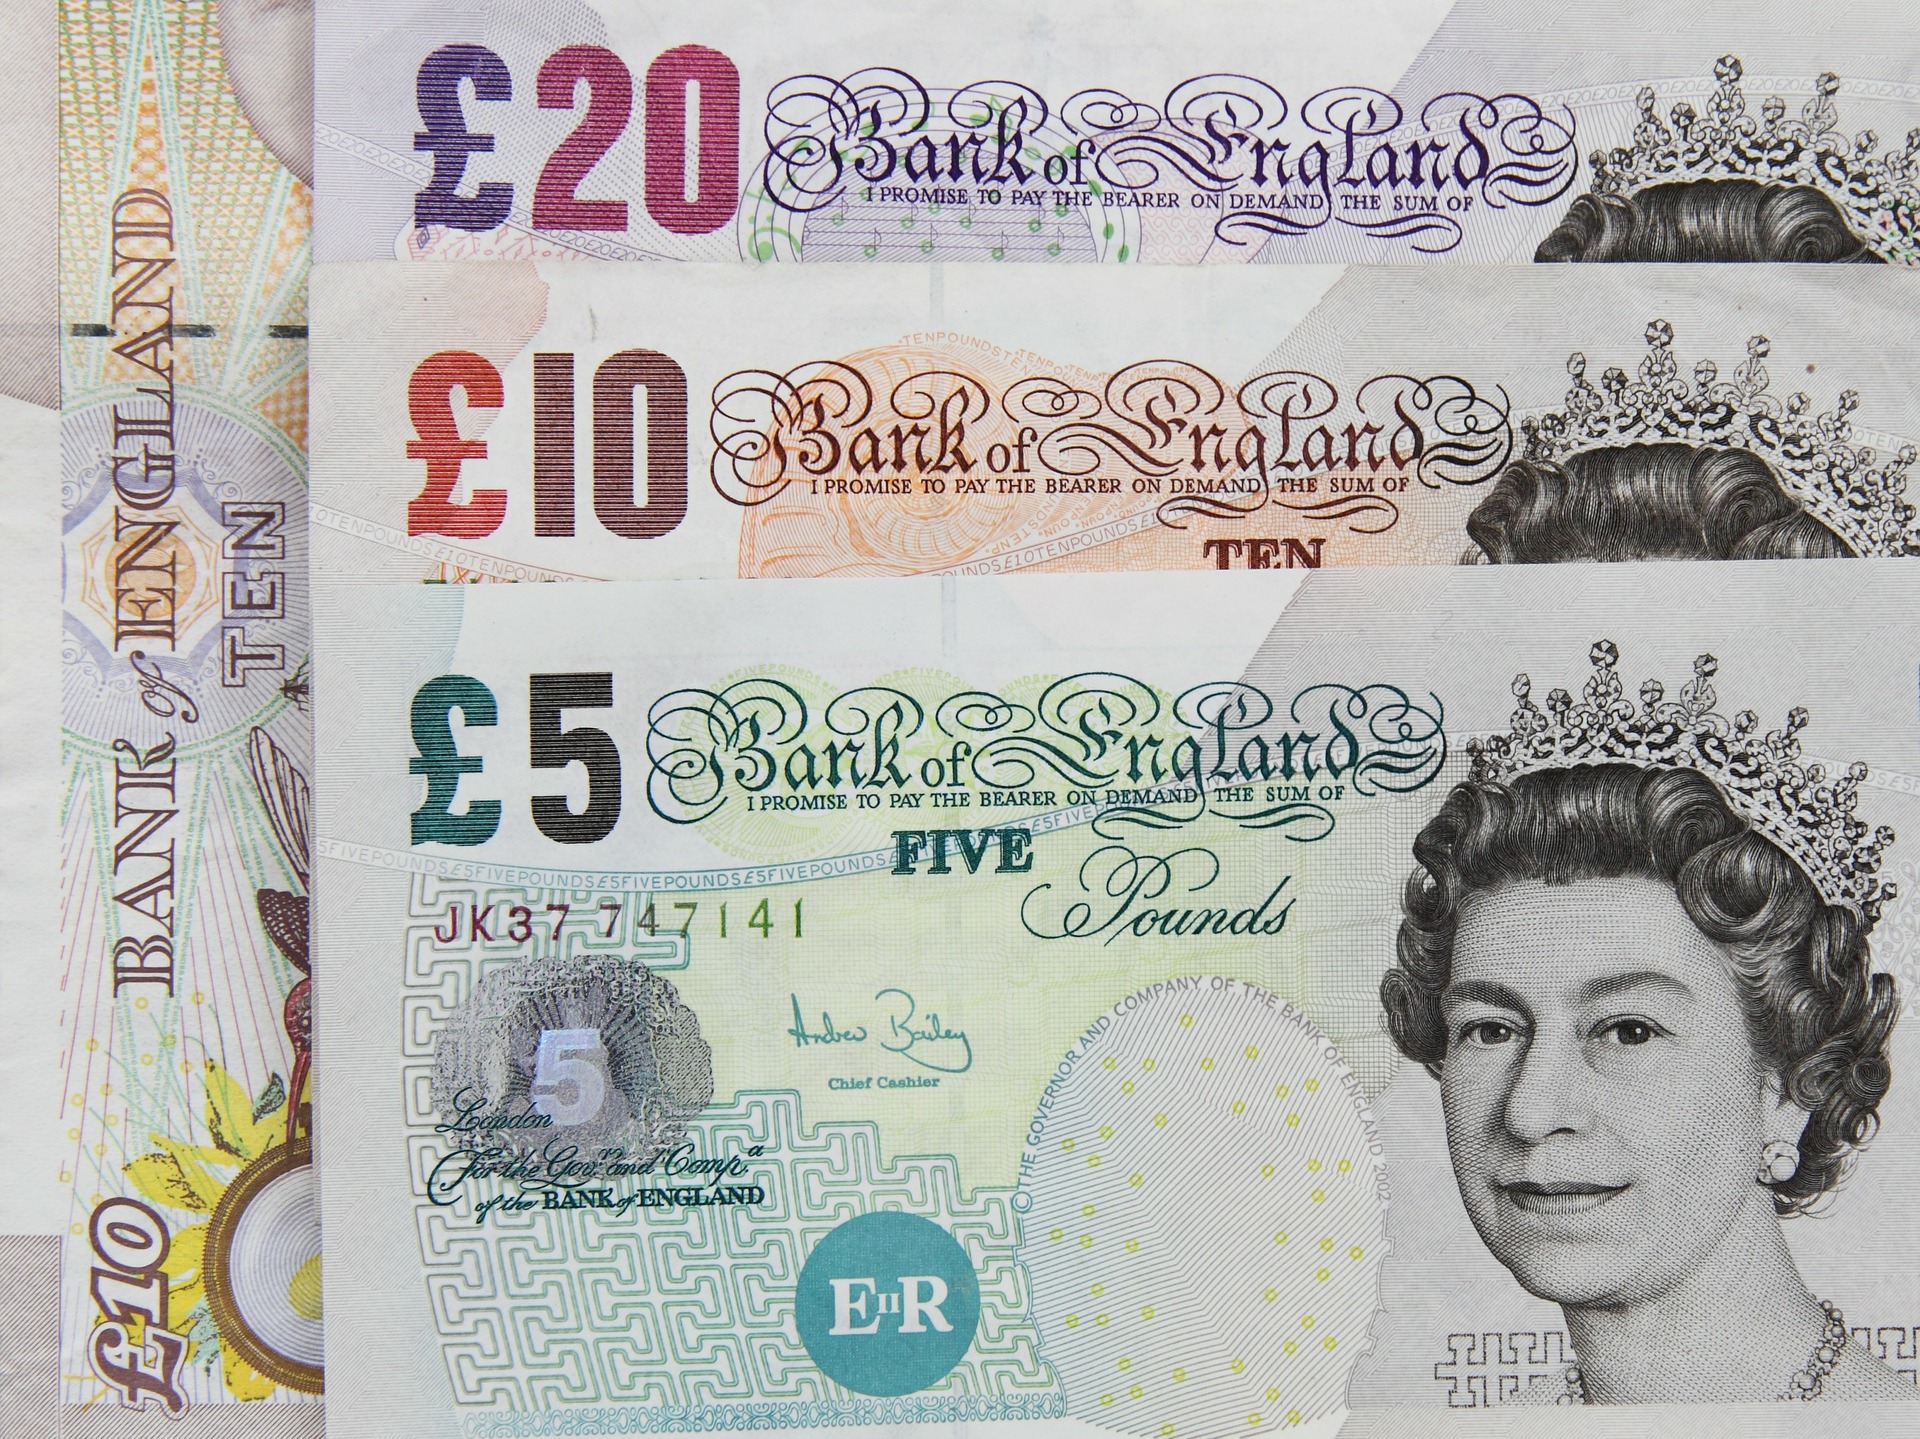 £20 Bank of England
I PROMISE TO PAY THE BEARER ON DEMAND THE SUM OF
£10 Bank of England
I PROMISE TO PAY THE BEARER ON DEMAND THE SUM OF
TEN
£5 Bank of England
I PROMISE TO PAY THE BEARER ON DEMAND THE SUM OF
FIVE
Pounds
£5FIVEPOUNDS£5FIVEPOUNDS£5FIVEPOUNDS
JK37 747141
Andrew Bailey
Chief Cashier
5
London
For the Govr. and Compa.
of the BANK of ENGLAND
EIIR
© THE GOVERNOR AND COMPANY OF THE BANK OF ENGLAND 2002
BANK of ENGLAND
TEN
£10